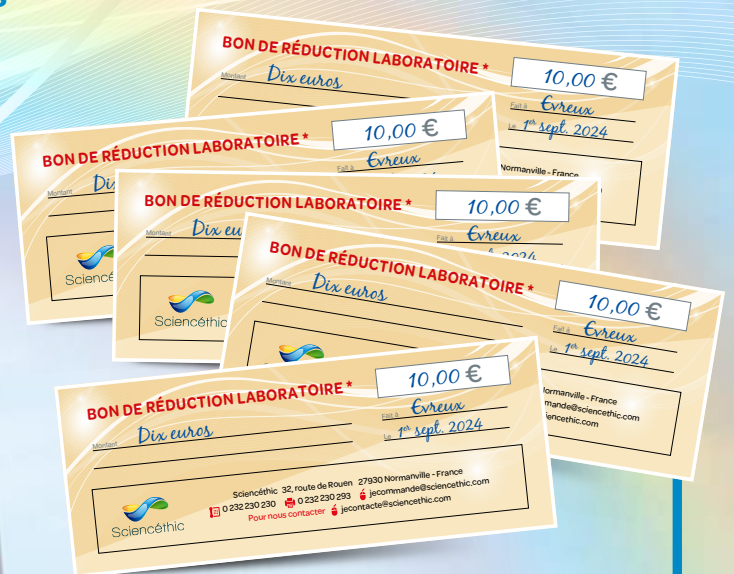 BON DE RÉDUCTION LABORATOIRE *
10,00 €
Montant Dix euros
Fait à Evreux
Le 1er sept. 2024
Normanville - France
BON DE RÉDUCTION LABORATOIRE *
10,00 €
Montant
Fait à Evreux
BON DE RÉDUCTION LABORATOIRE *
10,00 €
Montant Dix
Fait à Evreux
2024
Sciencéthic
BON DE RÉDUCTION LABORATOIRE *
10,00 €
Montant Dix euros
Fait à Evreux
Le 1er sept. 2024
Normanville - France
jecommande@sciencethic.com
sciencethic.com
BON DE RÉDUCTION LABORATOIRE *
10,00 €
Montant Dix euros
Fait à Evreux
Le 1er sept. 2024
Sciencéthic
Sciencéthic 32, route de Rouen 27930 Normanville - France
0 232 230 230 0 232 230 293 jecommande@sciencethic.com
Pour nous contacter jecontacte@sciencethic.com